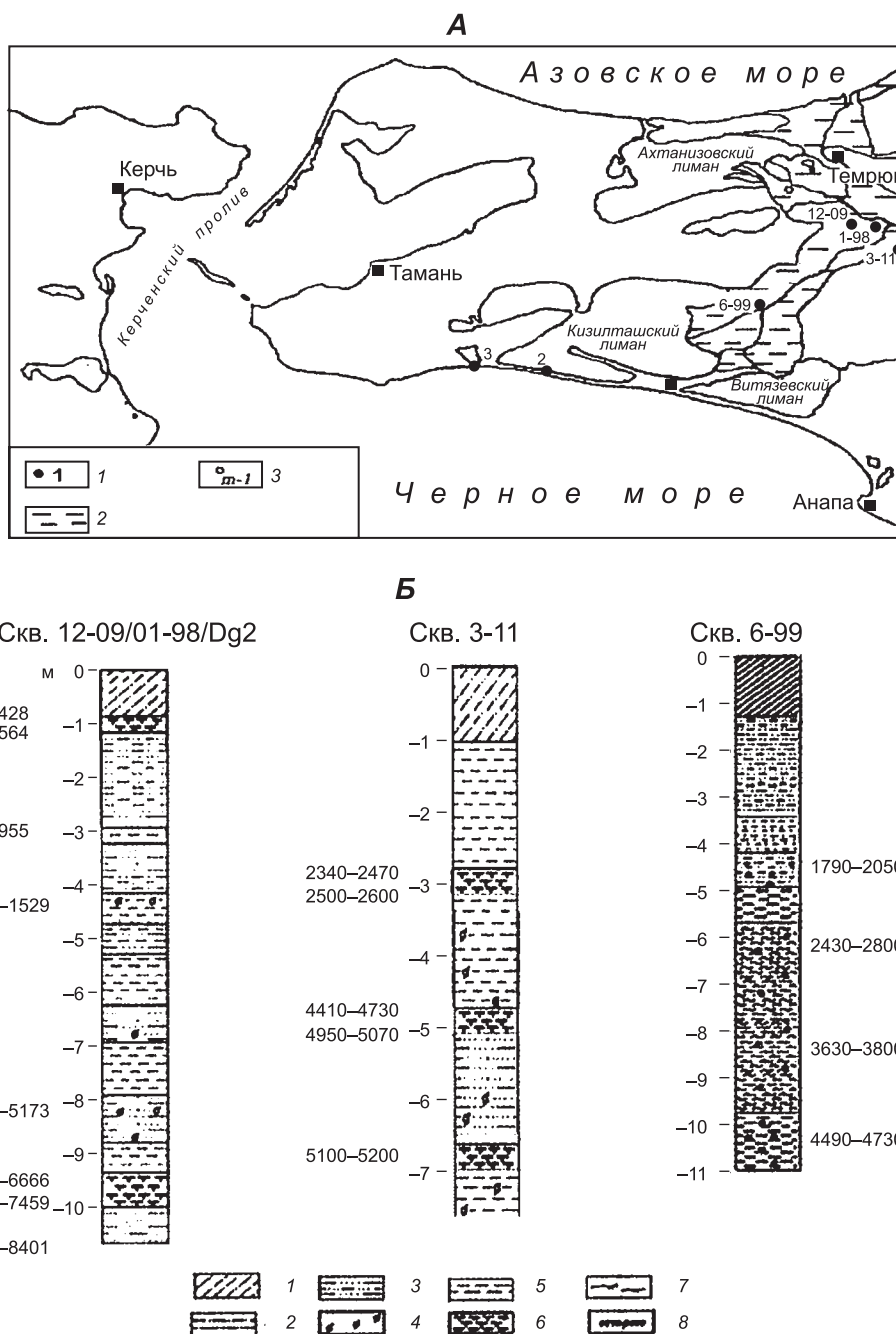 А
Азовское море
Ахтанизовский
лиман
Темрюк
Керчь
Керченский пролив
12-09
1-98
3-11
Тамань
6-99
Кизилташский
лиман
3
2
Витязевский
лиман
● 1 1
m-1 3
2
Черное море
Анапа
Б
Скв. 12-09/01-98/Dg2
м
0
–1
–2
–3
–4
–5
–6
–7
–8
–9
–10
428
564
955
–1529
–5173
–6666
–7459
–8401
Скв. 3-11
0
–1
–2
–3
–4
–5
–6
–7
2340–2470
2500–2600
4410–4730
4950–5070
5100–5200
Скв. 6-99
0
–1
–2
–3
–4
–5
–6
–7
–8
–9
–10
–11
1790–2050
2430–2800
3630–3800
4490–4730
1 3 5 7
2 4 6 8